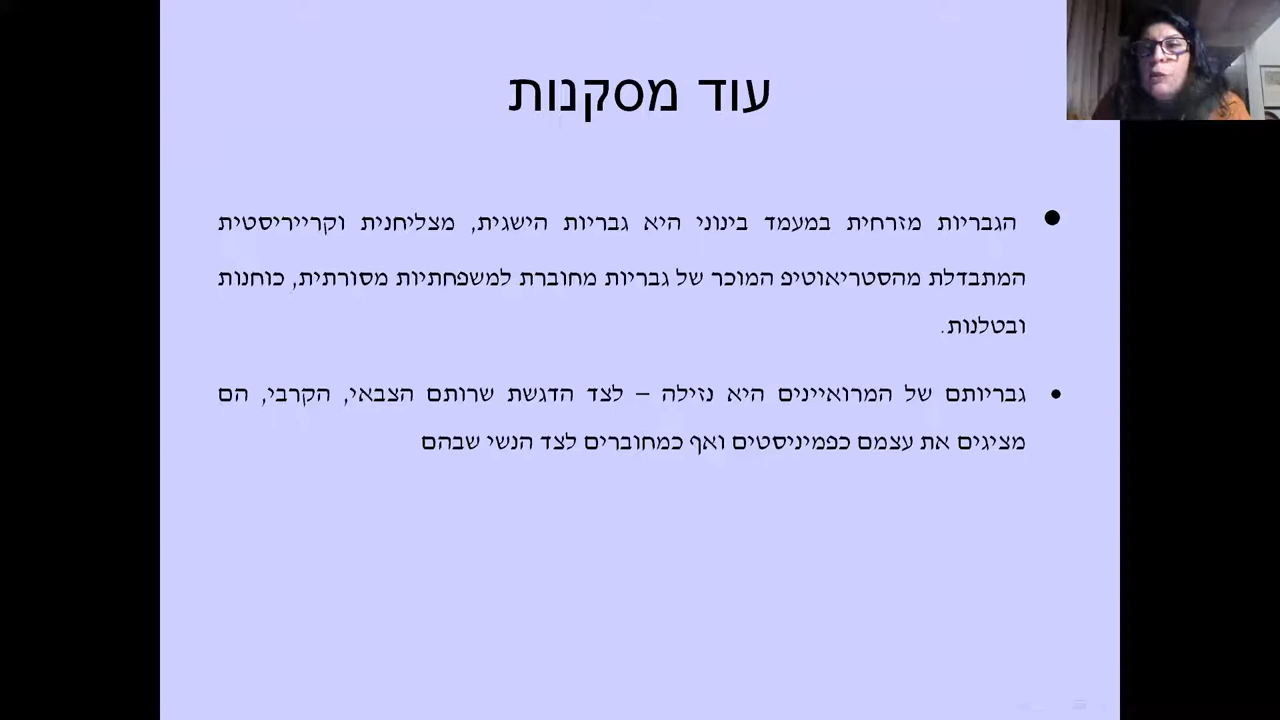 עוד מסקנות
הגבריות מזרחית במעמד בינוני היא גבריות הישגית, מצליחנית וקרייריסטית
המתבדלת מהסטריאוטיפ המוכר של גבריות מחוברת למשפחתיות מסורתית, כוחנות
ובטלנות.
גבריותם של המרואיינים היא נזילה – לצד הדגשת שרותם הצבאי, הקרבי, הם
מציגים את עצמם כפמיניסטים ואף כמחוברים לצד הנשי שבהם